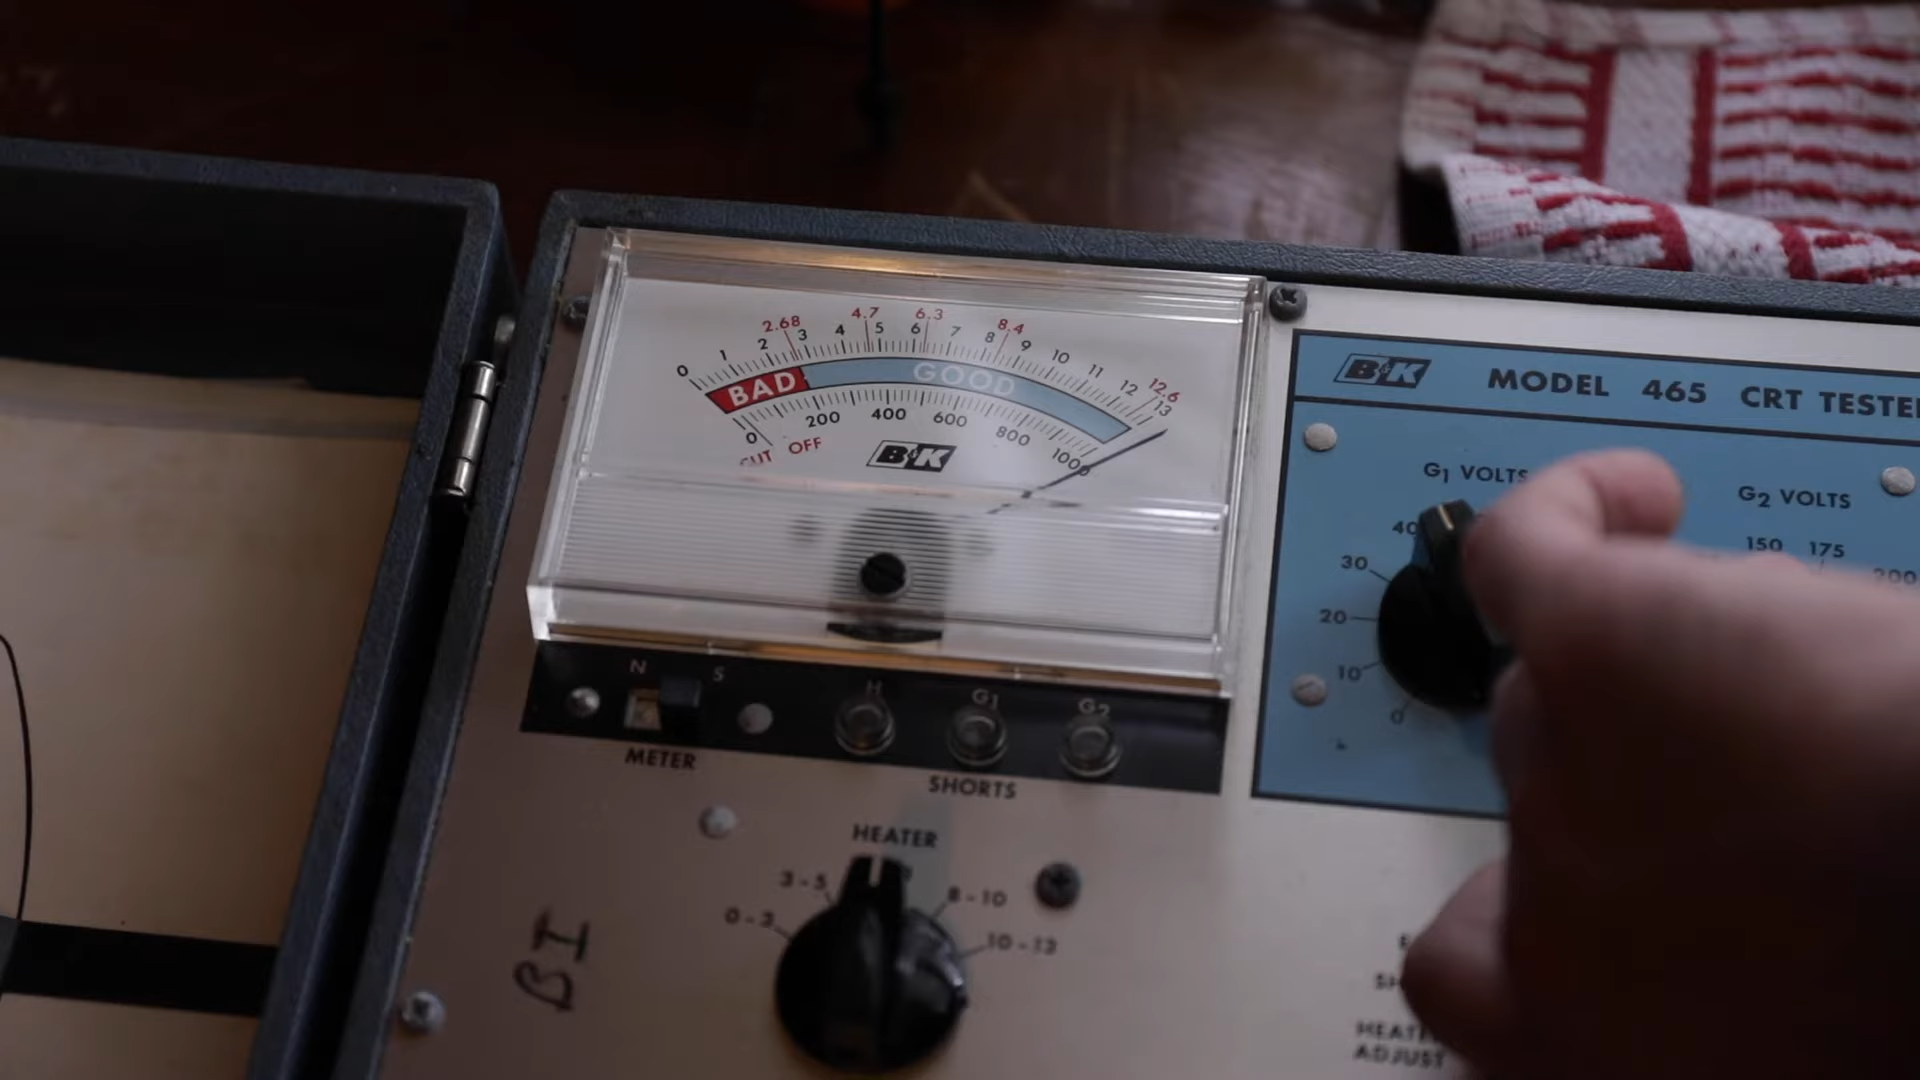 2.68 4.7 6.3 8.4 12.6
0 1 2 3 4 5 6 7 8 9 10 11 12 13
BAD GOOD
0 200 400 600 800 1000
CUT OFF
B&K
N S
METER
H G1 G2
SHORTS
HEATER
0-3 3-5 8-10 10-13
BI
B&K MODEL 465 CRT
G1 VOLTS
0 10 20 30 40
G2 VOLTS
150 175 200
ADJUST